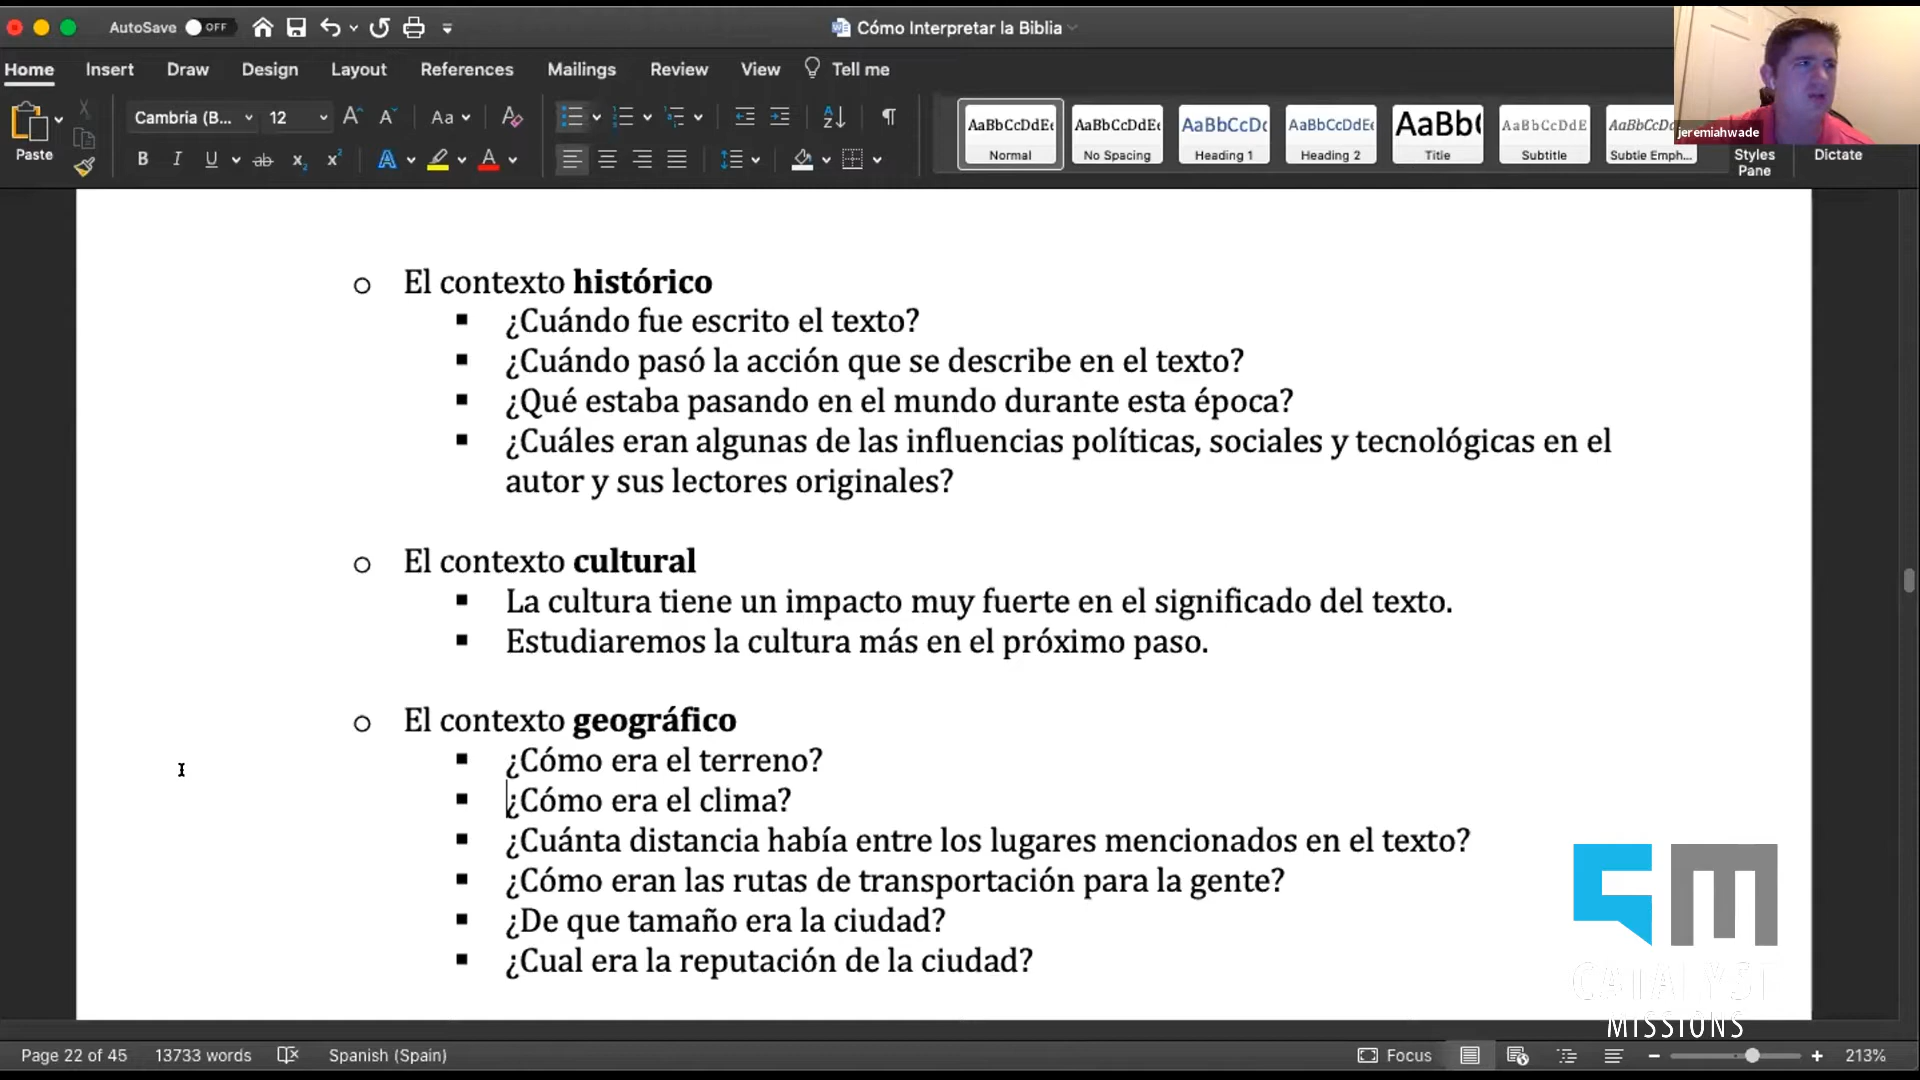 AutoSave OFF
Cómo Interpretar la Biblia
Home Insert Draw Design Layout References Mailings Review View Tell me
Paste
Cambria (B... 12
Aa
AaBbCcDdEe AaBbCcDdEe AaBbCcDc AaBbCcDdEe AaBb( AaBbCcDdE AaBbCcDc
Normal No Spacing Heading 1 Heading 2 Title Subtitle Subtle Emph...
Styles
Pane
Dictate
jeremiahwade
El contexto histórico
¿Cuándo fue escrito el texto?
¿Cuándo pasó la acción que se describe en el texto?
¿Qué estaba pasando en el mundo durante esta época?
¿Cuáles eran algunas de las influencias políticas, sociales y tecnológicas en el
autor y sus lectores originales?
El contexto cultural
La cultura tiene un impacto muy fuerte en el significado del texto.
Estudiaremos la cultura más en el próximo paso.
El contexto geográfico
¿Cómo era el terreno?
¿Cómo era el clima?
¿Cuánta distancia había entre los lugares mencionados en el texto?
¿Cómo eran las rutas de transportación para la gente?
¿De que tamaño era la ciudad?
¿Cual era la reputación de la ciudad?
CATALYST
MISSIONS
Page 22 of 45 13733 words Spanish (Spain) Focus 213%